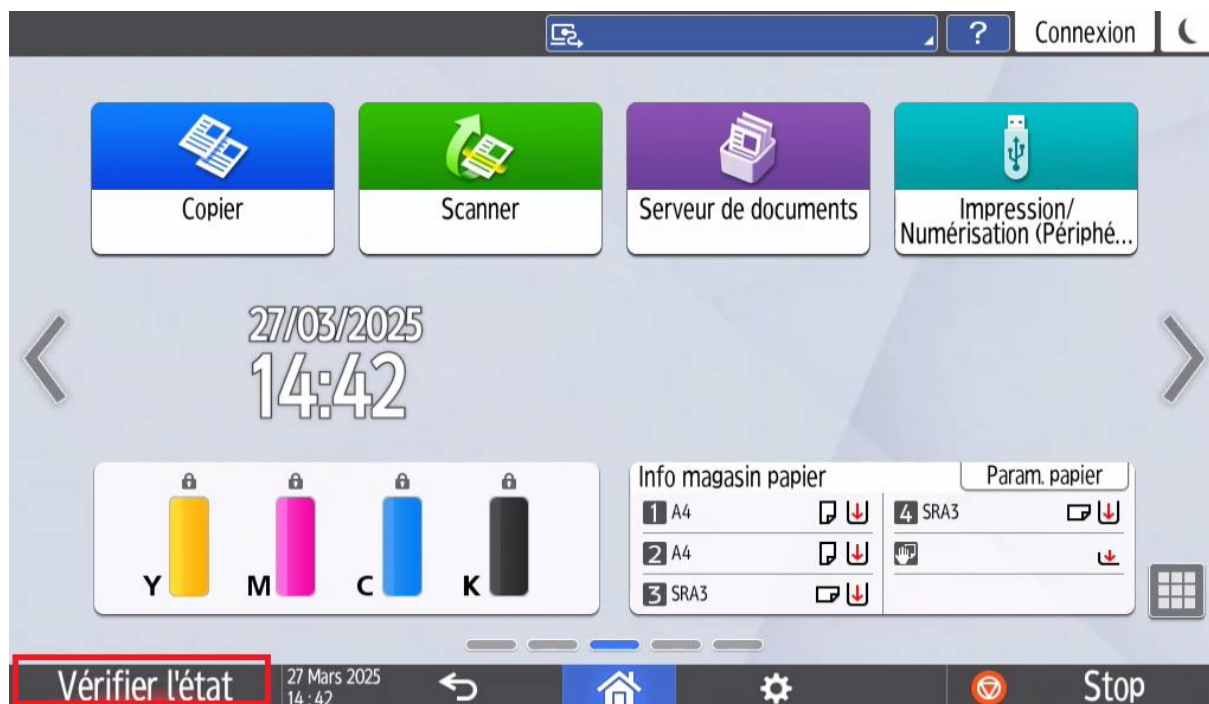 ? Connexion
Copier
Scanner
Serveur de documents
Impression/
Numérisation (Périphé...
27/03/2025
14:42
Y M C K
Info magasin papier
Param. papier
1 A4
2 A4
3 SRA3
4 SRA3
Vérifier l'état
27 Mars 2025
14 : 42
Stop